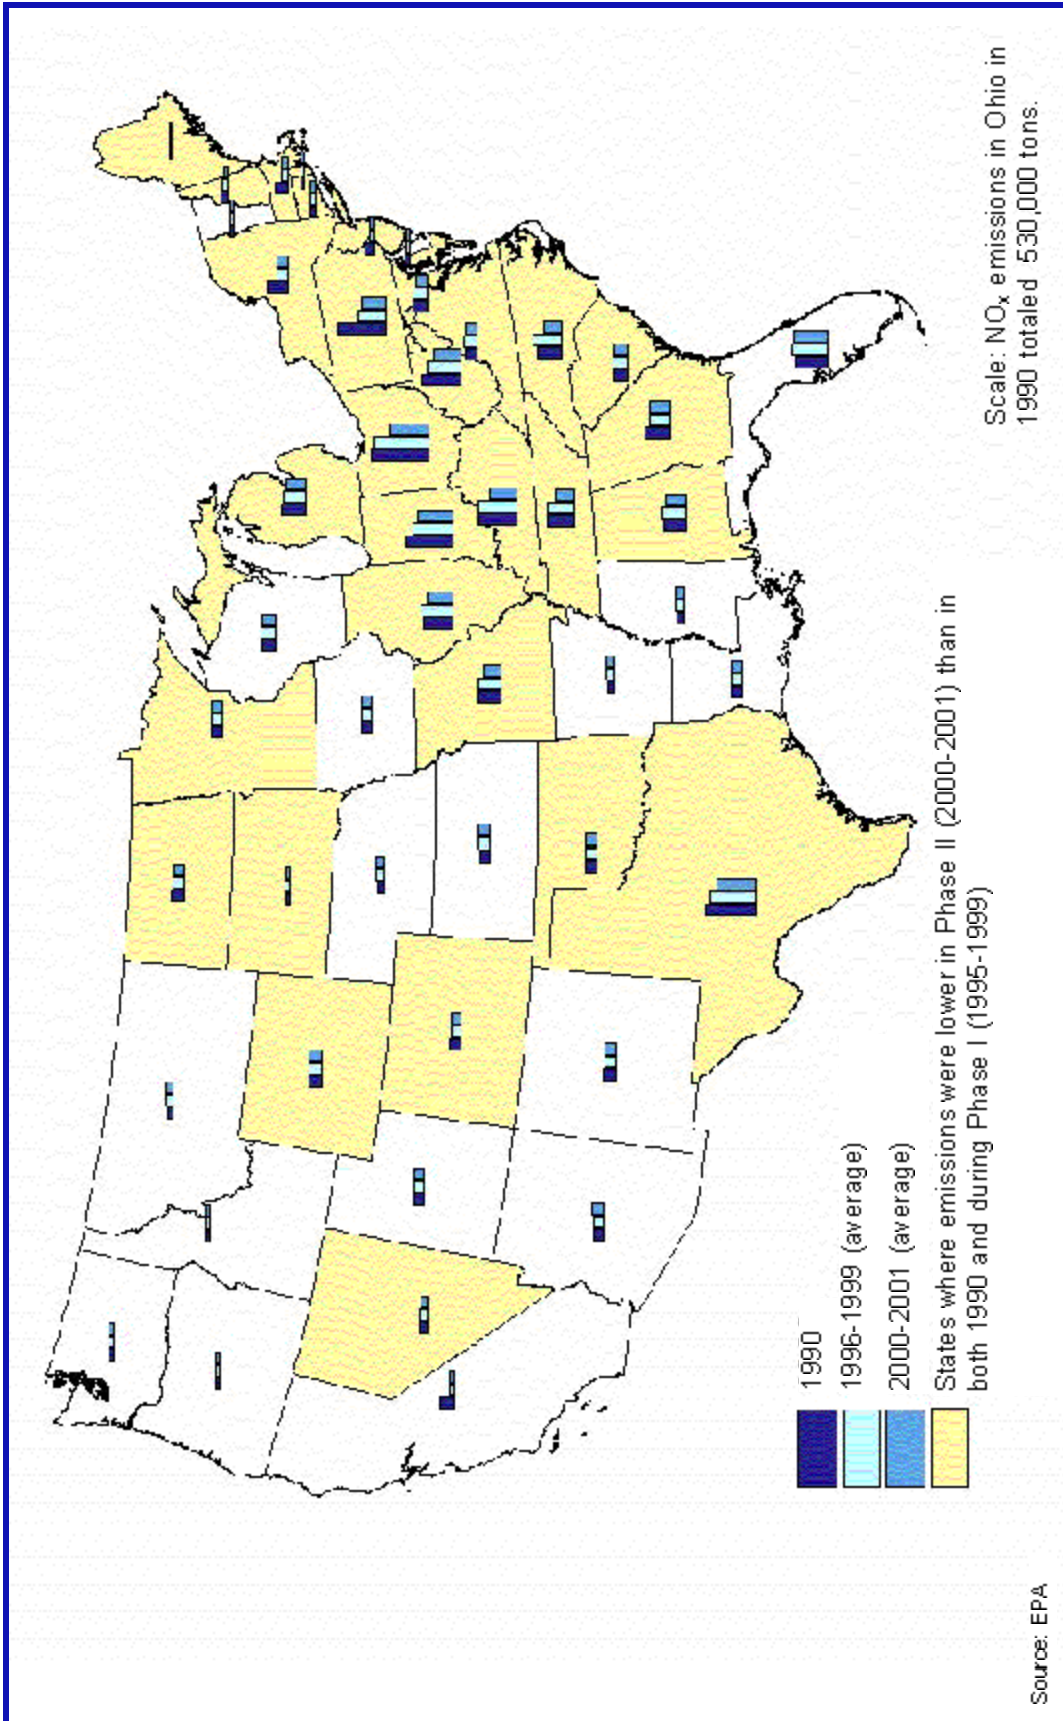 Scale: NOₓ emissions in Ohio in
1990 totaled 530,000 tons.
1990
1996-1999 (average)
2000-2001 (average)
States where emissions were lower in Phase II (2000-2001) than in
both 1990 and during Phase I (1995-1999)
Source: EPA